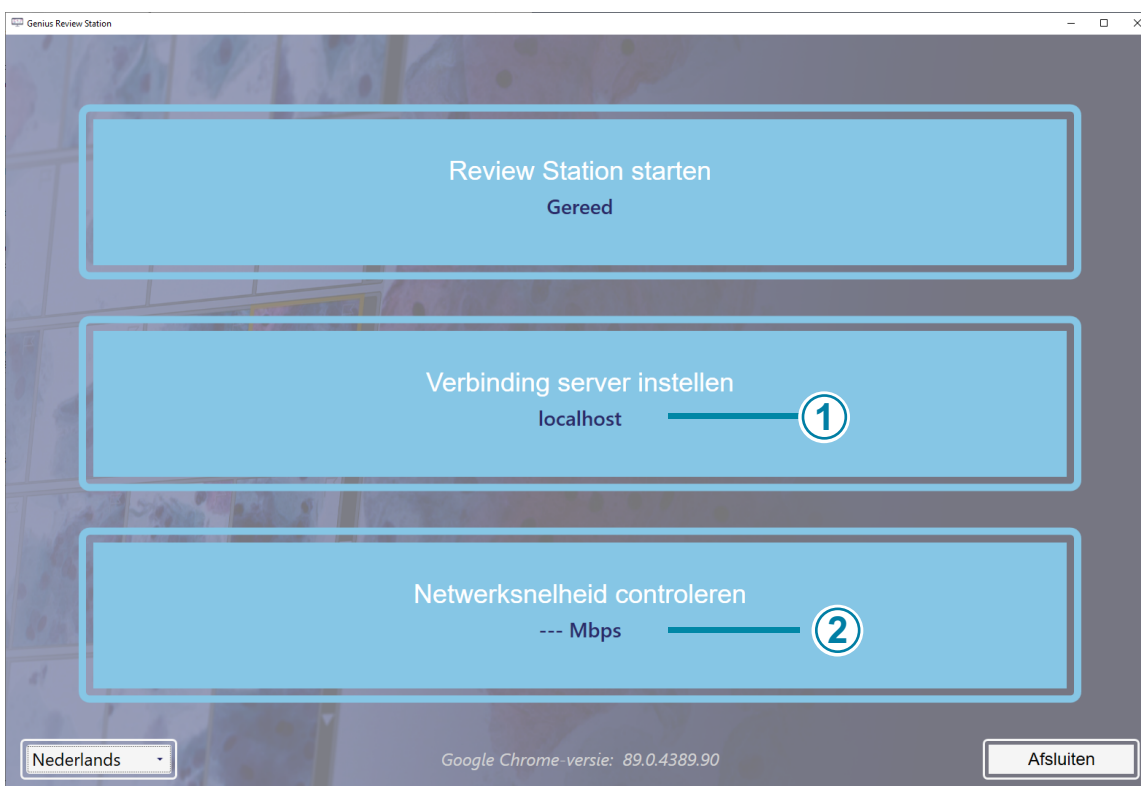 Genius Review Station
Review Station starten
Gereed
Verbinding server instellen
localhost
1
Netwerksnelheid controleren
--- Mbps
2
Nederlands
Google Chrome-versie: 89.0.4389.90
Afsluiten